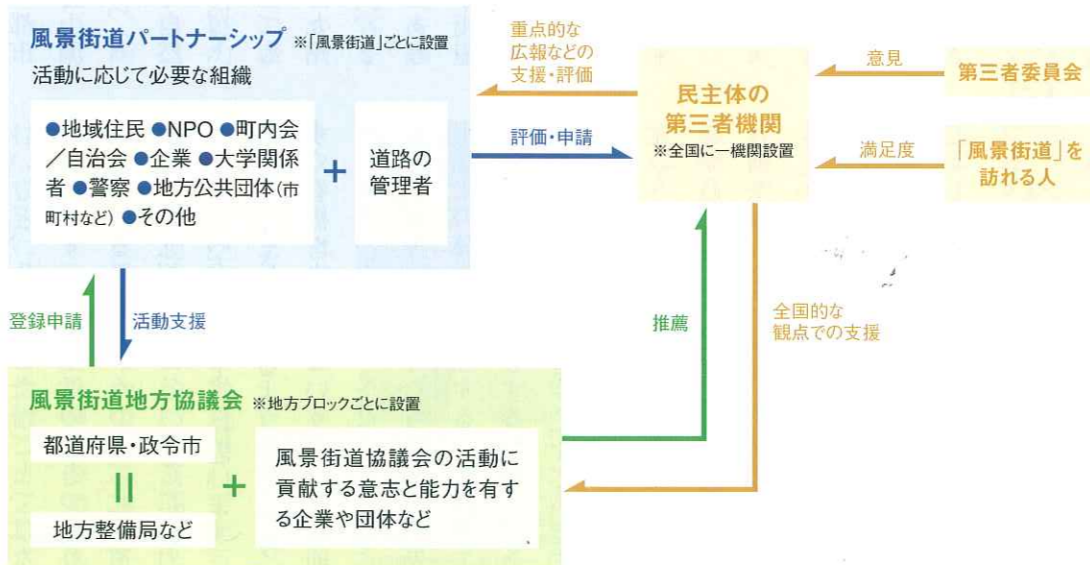 風景街道パートナーシップ ※「風景街道」ごとに設置
活動に応じて必要な組織
●地域住民 ●NPO ●町内会
／自治会 ●企業 ●大学関係
者 ●警察 ●地方公共団体(市
町村など) ●その他
+
道路の
管理者
重点的な
広報などの
支援・評価
評価・申請
民主体の
第三者機関
※全国に一機関設置
意見
第三者委員会
満足度
「風景街道」を
訪れる人
登録申請
活動支援
推薦
全国的な
観点での支援
風景街道地方協議会 ※地方ブロックごとに設置
都道府県・政令市
地方整備局など
+
風景街道協議会の活動に
貢献する意志と能力を有す
る企業や団体など